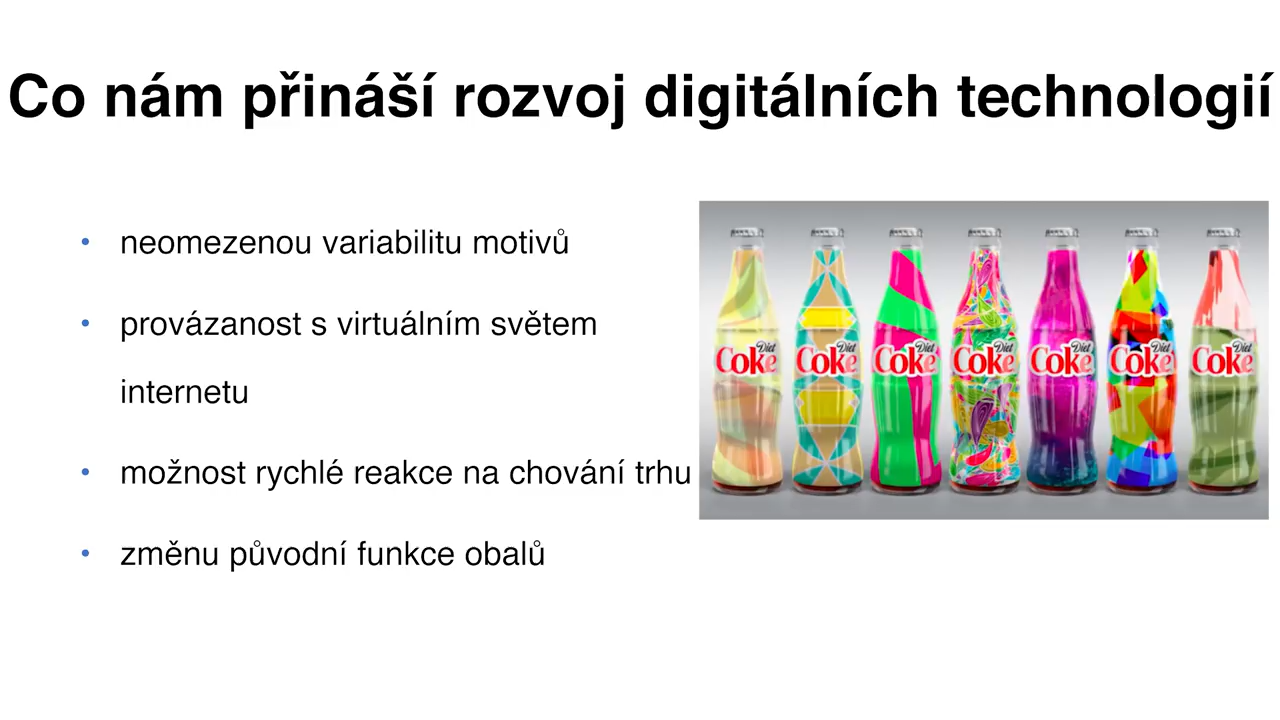 Co nám přináší rozvoj digitálních technologií
• neomezenou variabilitu motivů
• provázanost s virtuálním světem
internetu
• možnost rychlé reakce na chování trhu
• změnu původní funkce obalů
Diet Coke
Diet Coke
Diet Coke
Diet Coke
Diet Coke
Diet Coke
Diet Coke